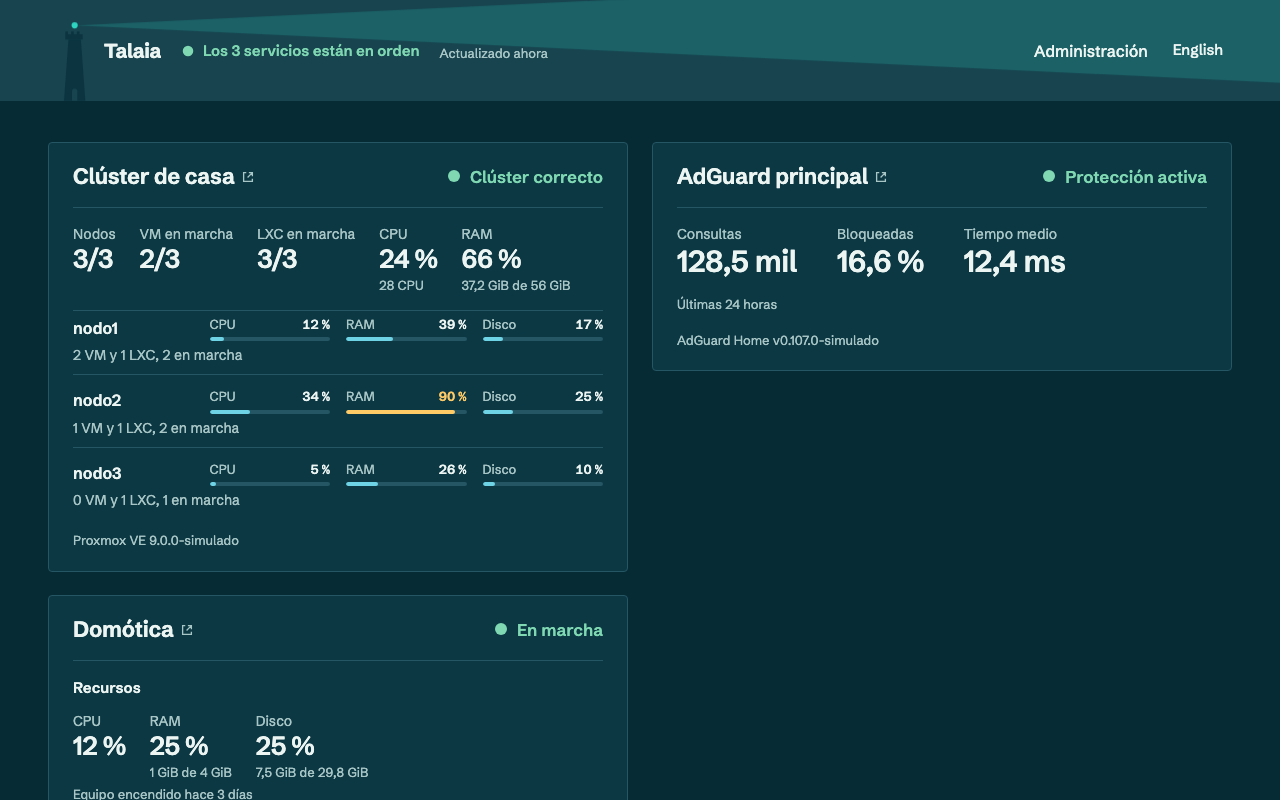 Talaia
Los 3 servicios están en orden
Actualizado ahora
Administración
English
Clúster de casa
Clúster correcto
Nodos
VM en marcha
LXC en marcha
CPU
RAM
3/3
2/3
3/3
24 %
66 %
28 CPU
37,2 GiB de 56 GiB
nodo1
CPU 12 %
RAM 39 %
Disco 17 %
2 VM y 1 LXC, 2 en marcha
nodo2
CPU 34 %
RAM 90 %
Disco 25 %
1 VM y 1 LXC, 2 en marcha
nodo3
CPU 5 %
RAM 26 %
Disco 10 %
0 VM y 1 LXC, 1 en marcha
Proxmox VE 9.0.0-simulado
AdGuard principal
Protección activa
Consultas
Bloqueadas
Tiempo medio
128,5 mil
16,6 %
12,4 ms
Últimas 24 horas
AdGuard Home v0.107.0-simulado
Domótica
En marcha
Recursos
CPU
RAM
Disco
12 %
25 %
25 %
1 GiB de 4 GiB
7,5 GiB de 29,8 GiB
Equipo encendido hace 3 días